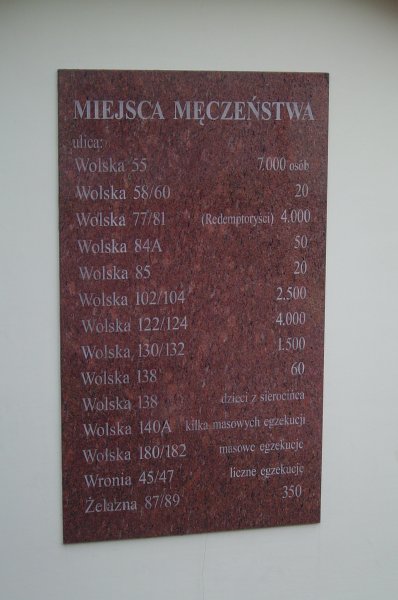 MIEJSCA MĘCZEŃSTWA
ulica:
Wolska 55 7.000 osób
Wolska 58/60 20
Wolska 77/81 (Redemptoryści) 4.000
Wolska 84A 50
Wolska 85 20
Wolska 102/104 2.500
Wolska 122/124 4.000
Wolska 130/132 1.500
Wolska 138 60
Wolska 138 dzieci z sierocińca
Wolska 140A kilka masowych egzekucji
Wolska 180/182 masowe egzekucje
Wronia 45/47 liczne egzekucje
Żelazna 87/89 350